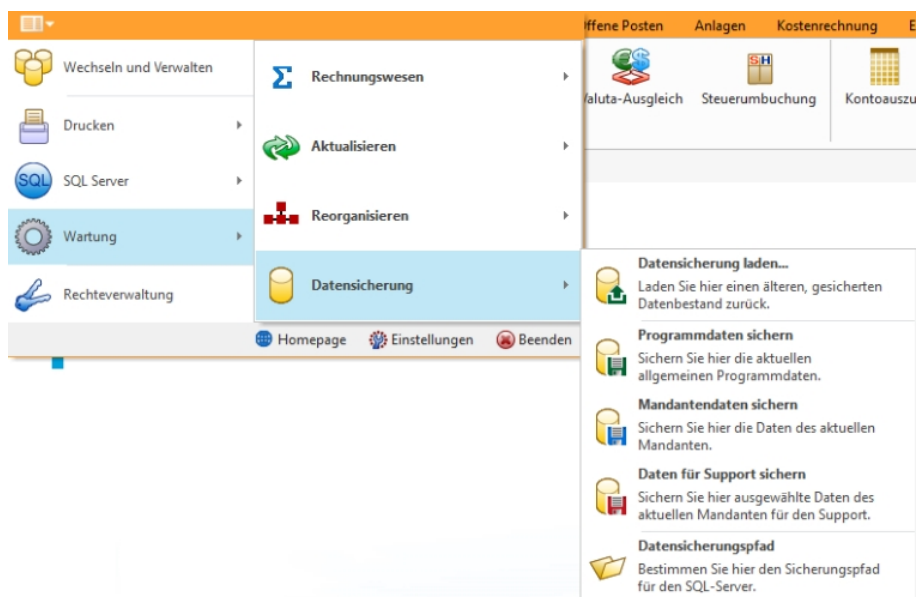 ffene Posten Anlagen Kostenrechnung E
Wechseln und Verwalten
Drucken
SQL
SQL Server
Wartung
Rechteverwaltung
Rechnungswesen
Aktualisieren
Reorganisieren
Datensicherung
Homepage Einstellungen Beenden
S H
/aluta-Ausgleich Steuerumbuchung Kontoauszu
Datensicherung laden...
Laden Sie hier einen älteren, gesicherten
Datenbestand zurück.
Programmdaten sichern
Sichern Sie hier die aktuellen
allgemeinen Programmdaten.
Mandantendaten sichern
Sichern Sie hier die Daten des aktuellen
Mandanten.
Daten für Support sichern
Sichern Sie hier ausgewählte Daten des
aktuellen Mandanten für den Support.
Datensicherungspfad
Bestimmen Sie hier den Sicherungspfad
für den SQL-Server.